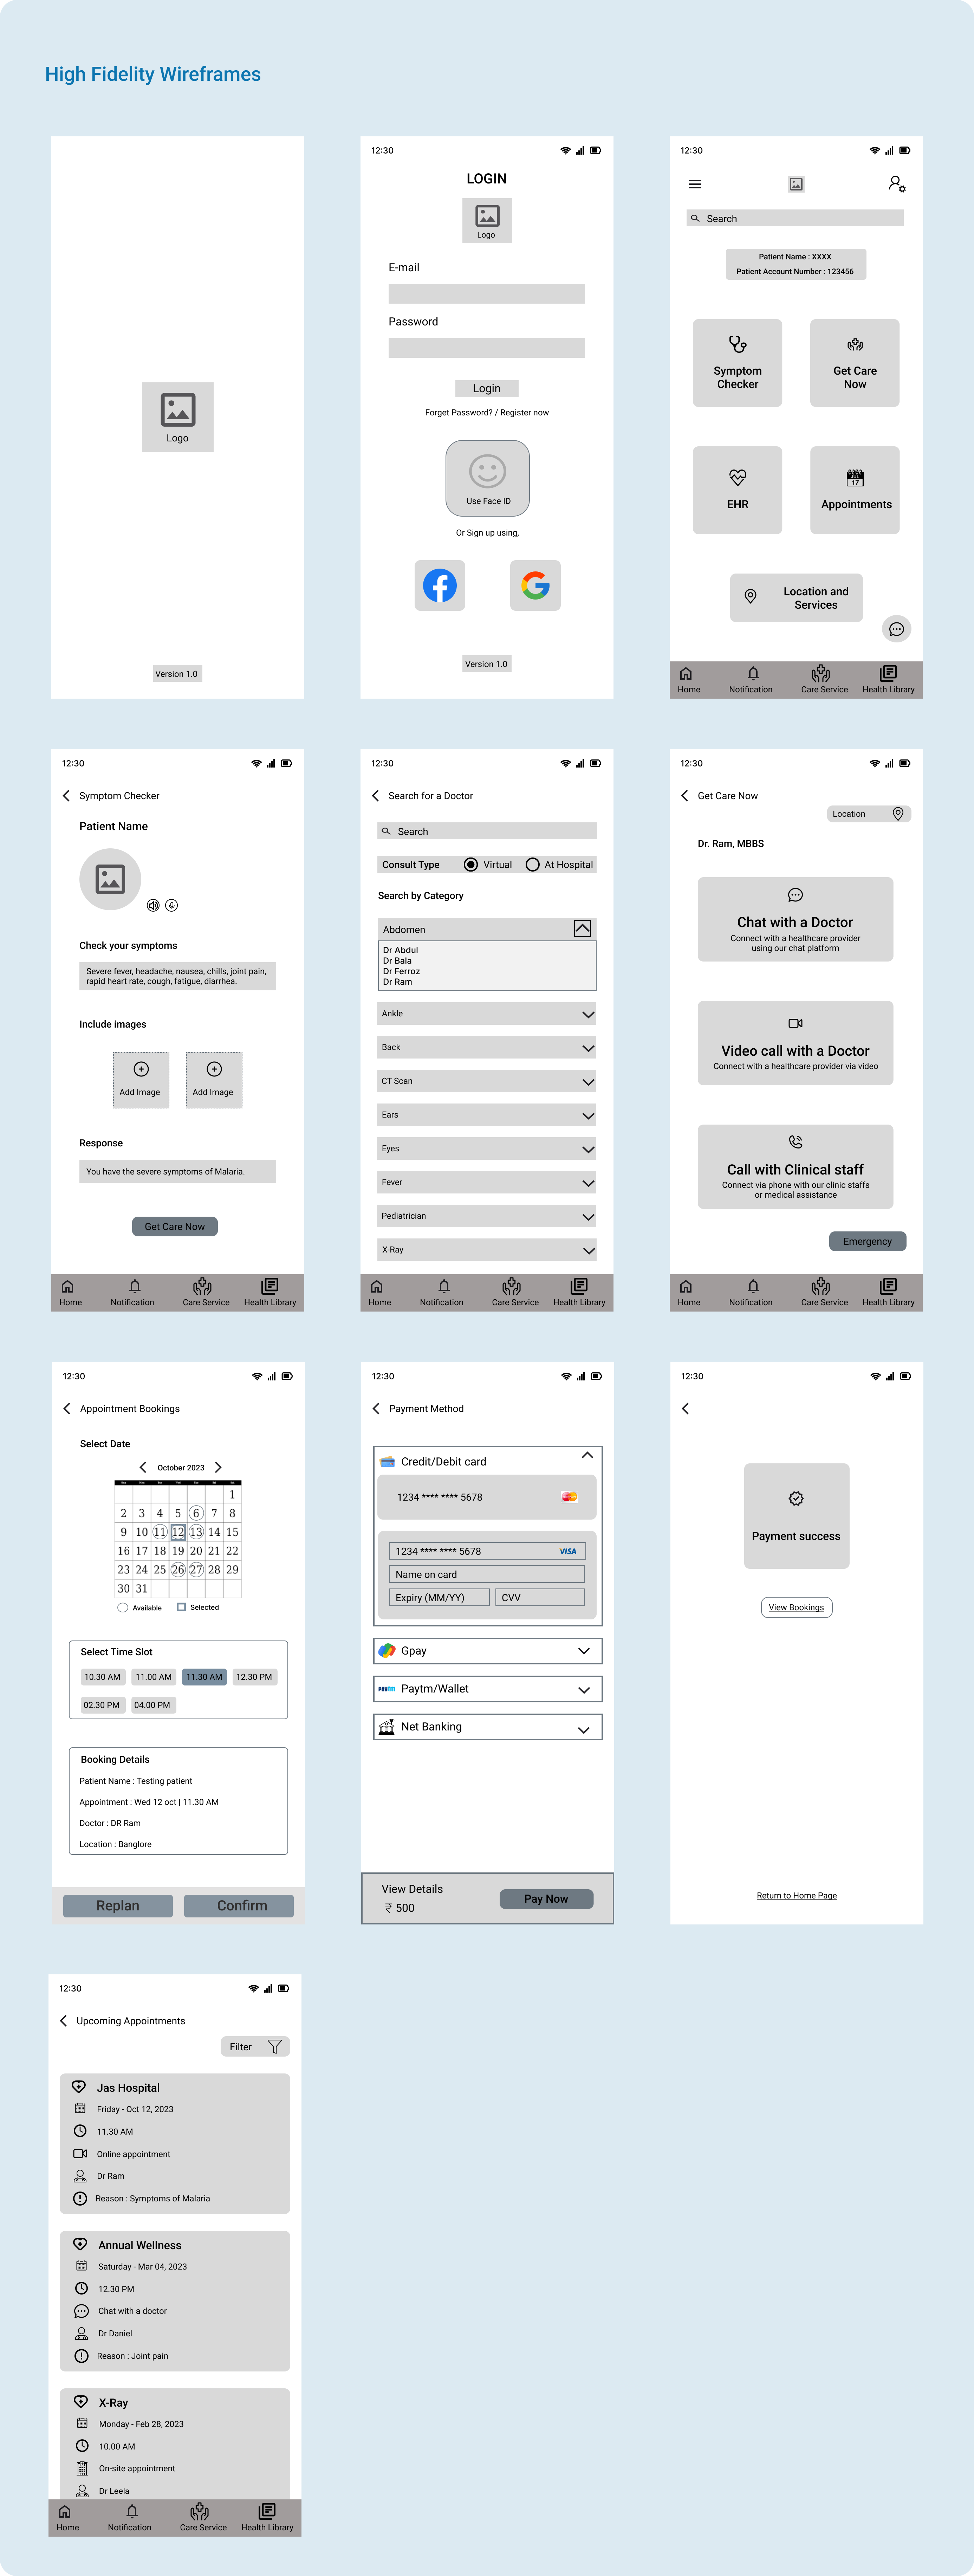 High Fidelity Wireframes
Logo
Version 1.0
12:30
LOGIN
Logo
E-mail
Password
Login
Forget Password? / Register now
Use Face ID
Or Sign up using,
Version 1.0
12:30
Search
Patient Name : XXXX
Patient Account Number : 123456
Symptom
Checker
Get Care
Now
EHR
17
Appointments
Location and
Services
Home Notification Care Service Health Library
12:30
Symptom Checker
Patient Name
Check your symptoms
Severe fever, headache, nausea, chills, joint pain,
rapid heart rate, cough, fatigue, diarrhea.
Include images
Add Image Add Image
Response
You have the severe symptoms of Malaria.
Get Care Now
Home Notification Care Service Health Library
12:30
Search for a Doctor
Search
Consult Type Virtual At Hospital
Search by Category
Abdomen
Dr Abdul
Dr Bala
Dr Ferroz
Dr Ram
Ankle
Back
CT Scan
Ears
Eyes
Fever
Pediatrician
X-Ray
Home Notification Care Service Health Library
12:30
Get Care Now
Location
Dr. Ram, MBBS
Chat with a Doctor
Connect with a healthcare provider
using our chat platform
Video call with a Doctor
Connect with a healthcare provider via video
Call with Clinical staff
Connect via phone with our clinic staffs
or medical assistance
Emergency
Home Notification Care Service Health Library
12:30
Appointment Bookings
Select Date
October 2023
1
2 3 4 5 6 7 8
9 10 11 12 13 14 15
16 17 18 19 20 21 22
23 24 25 26 27 28 29
30 31
Available Selected
Select Time Slot
10.30 AM 11.00 AM 11.30 AM 12.30 PM
02.30 PM 04.00 PM
Booking Details
Patient Name : Testing patient
Appointment : Wed 12 oct | 11.30 AM
Doctor : DR Ram
Location : Banglore
Replan Confirm
12:30
Payment Method
Credit/Debit card
1234 **** **** 5678
1234 **** **** 5678 VISA
Name on card
Expiry (MM/YY) CVV
Gpay
paytm Paytm/Wallet
Net Banking
View Details
₹ 500
Pay Now
12:30
Payment success
View Bookings
Return to Home Page
12:30
Upcoming Appointments
Filter
Jas Hospital
Friday - Oct 12, 2023
11.30 AM
Online appointment
Dr Ram
Reason : Symptoms of Malaria
Annual Wellness
Saturday - Mar 04, 2023
12.30 PM
Chat with a doctor
Dr Daniel
Reason : Joint pain
X-Ray
Monday - Feb 28, 2023
10.00 AM
On-site appointment
Dr Leela
Home Notification Care Service Health Library